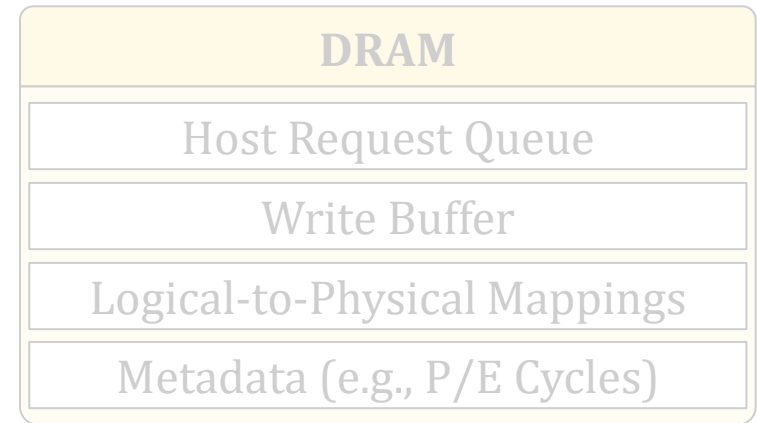 DRAM
Host Request Queue
Write Buffer
Logical-to-Physical Mappings
Metadata (e.g., P/E Cycles)